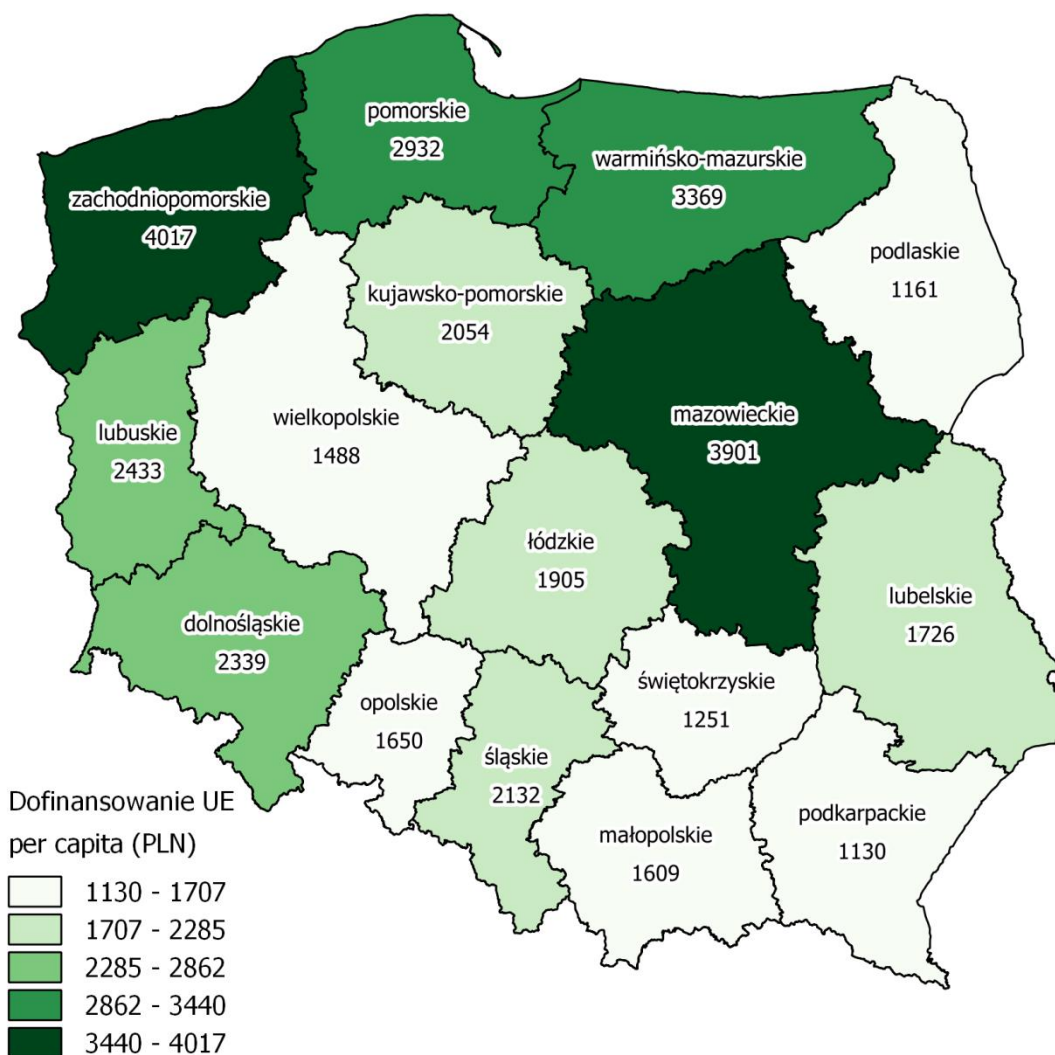 pomorskie
2932
warmińsko-mazurskie
3369
zachodniopomorskie
4017
podlaskie
1161
kujawsko-pomorskie
2054
wielkopolskie
1488
mazowieckie
3901
lubuskie
2433
łódzkie
1905
lubelskie
1726
dolnośląskie
2339
opolskie
1650
świętokrzyskie
1251
śląskie
2132
małopolskie
1609
podkarpackie
1130
Dofinansowanie UE
per capita (PLN)
1130 - 1707
1707 - 2285
2285 - 2862
2862 - 3440
3440 - 4017